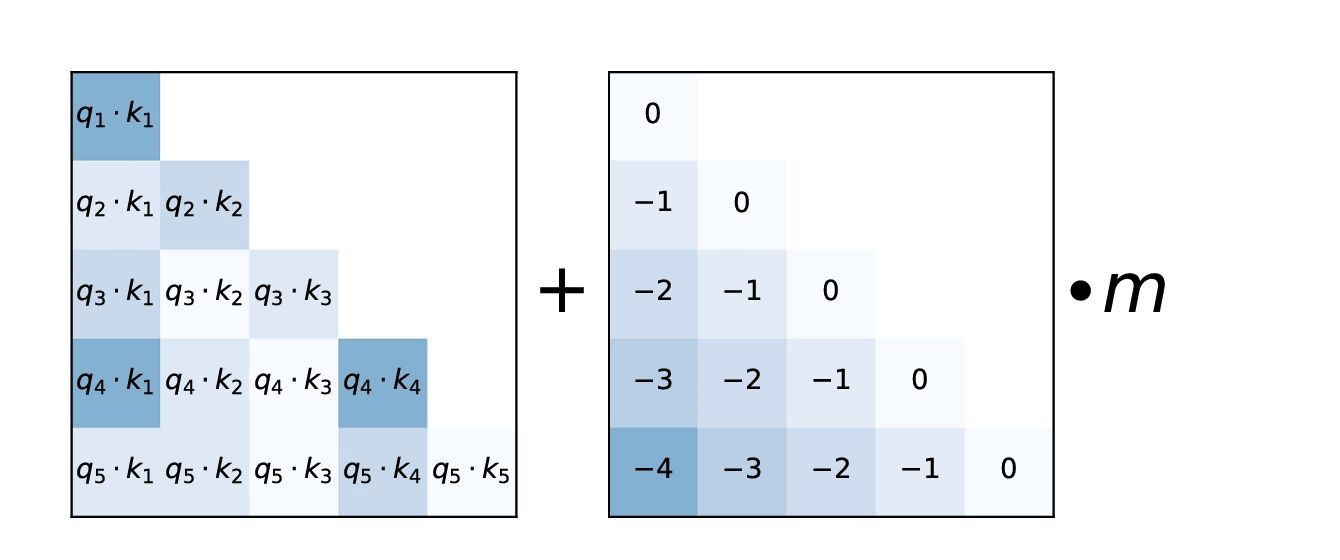 q₁ · k₁ 0
q₂ · k₁ q₂ · k₂ −1 0
q₃ · k₁ q₃ · k₂ q₃ · k₃ + −2 −1 0 • m
q₄ · k₁ q₄ · k₂ q₄ · k₃ q₄ · k₄ −3 −2 −1 0
q₅ · k₁ q₅ · k₂ q₅ · k₃ q₅ · k₄ q₅ · k₅ −4 −3 −2 −1 0